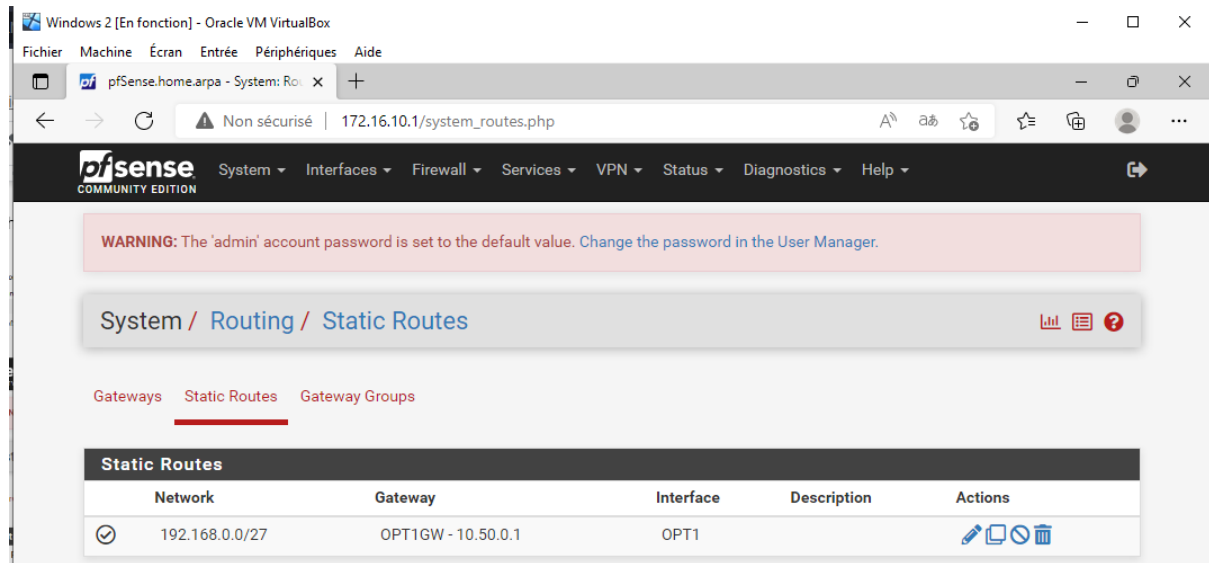 Windows 2 [En fonction] - Oracle VM VirtualBox
Fichier Machine Écran Entrée Périphériques Aide
pfSense.home.arpa - System: Rou
Non sécurisé | 172.16.10.1/system_routes.php
pfsense System Interfaces Firewall Services VPN Status Diagnostics Help
COMMUNITY EDITION
WARNING: The 'admin' account password is set to the default value. Change the password in the User Manager.
System / Routing / Static Routes
Gateways Static Routes Gateway Groups
Static Routes
Network Gateway Interface Description Actions
192.168.0.0/27 OPT1GW - 10.50.0.1 OPT1